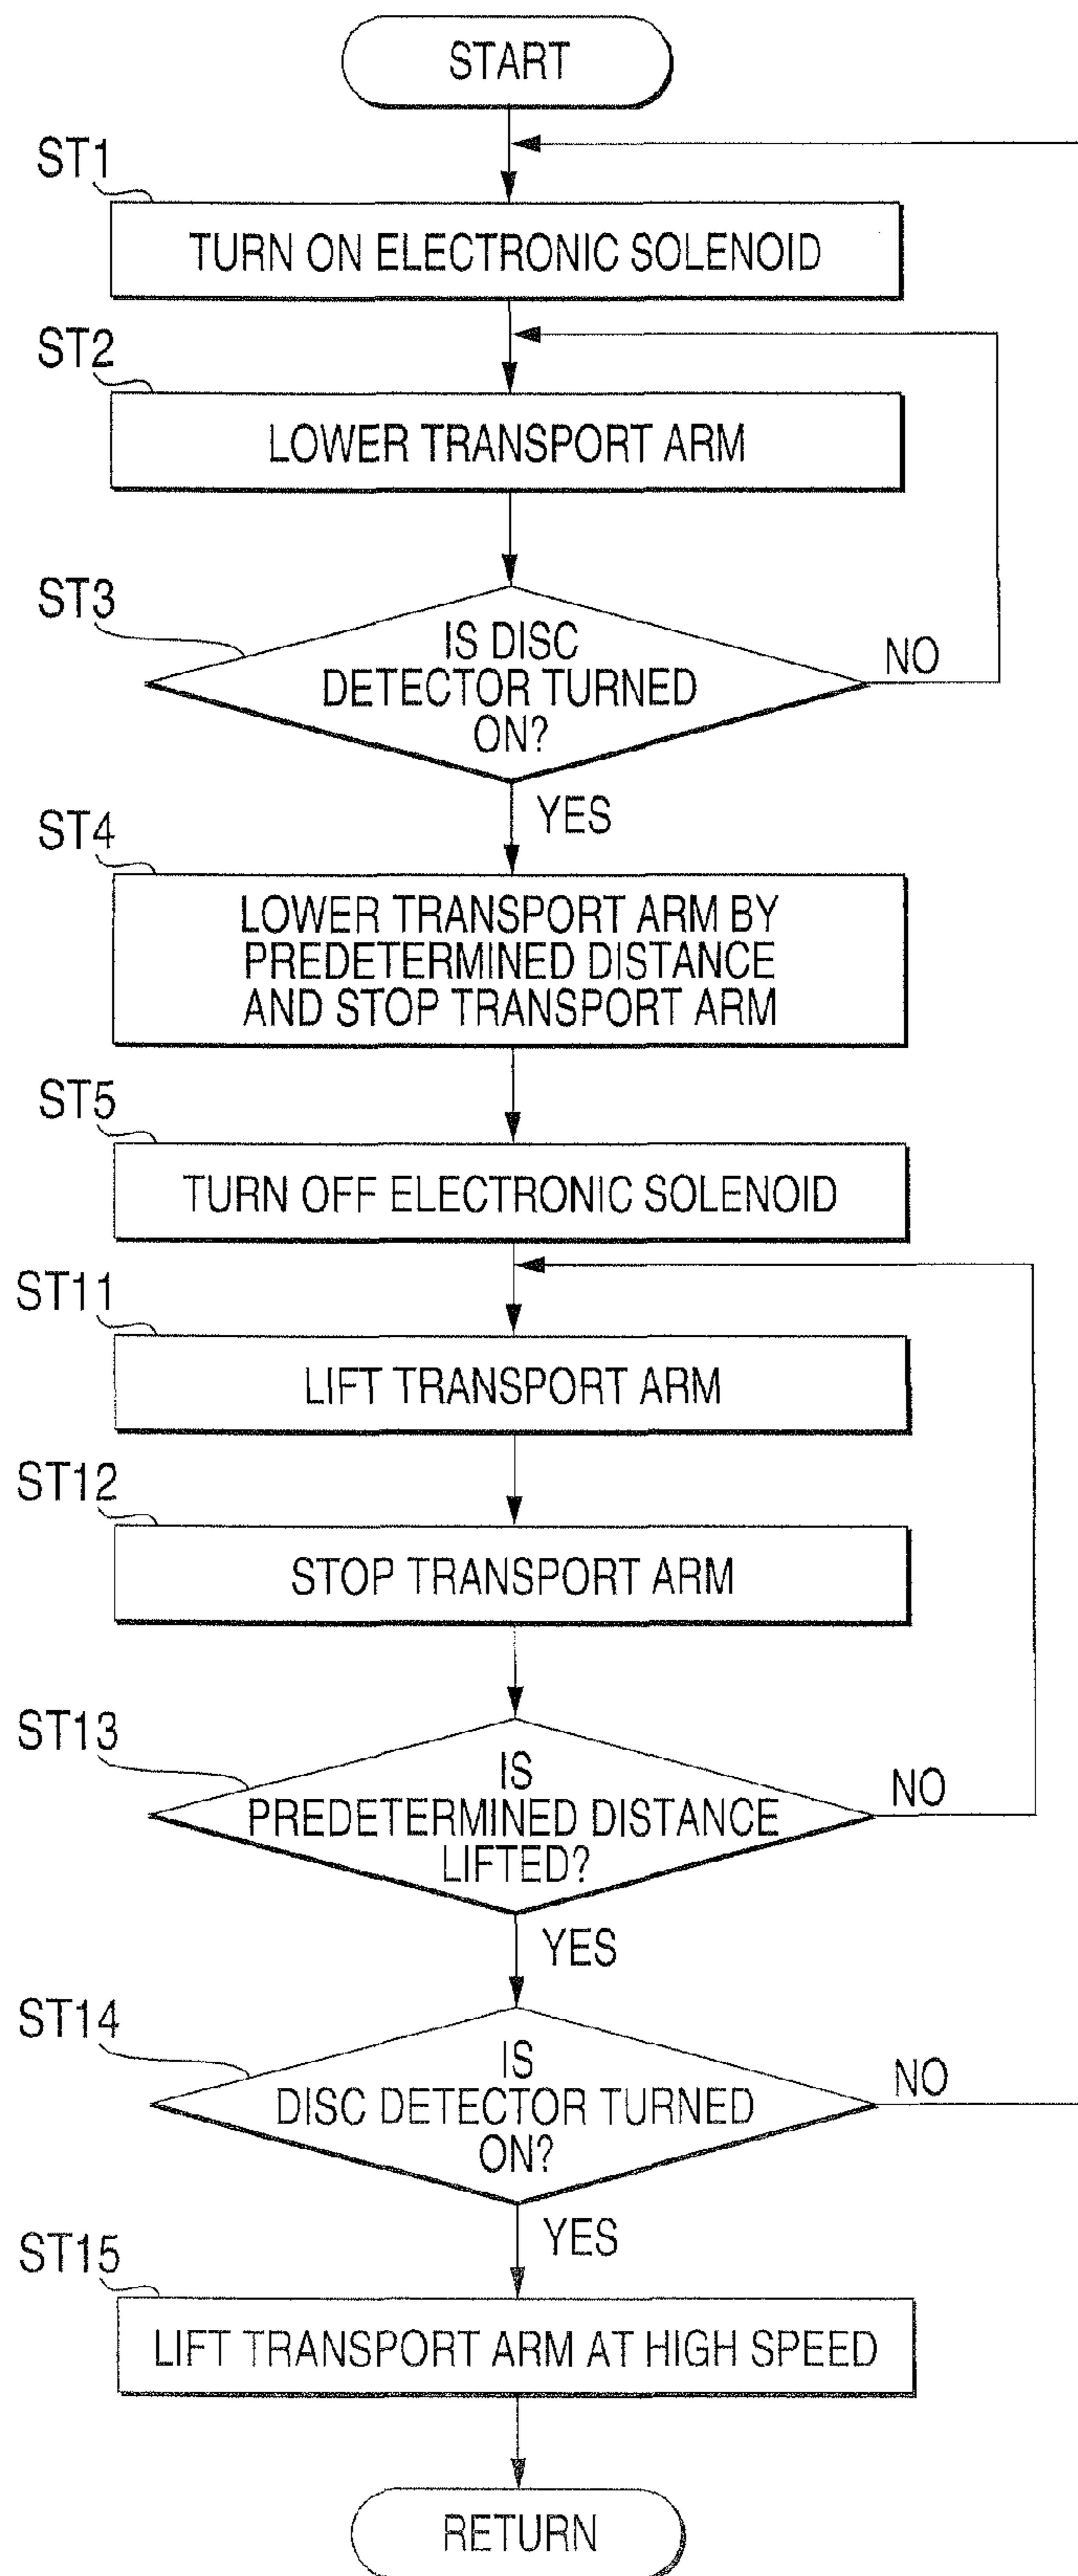 START
ST1
TURN ON ELECTRONIC SOLENOID
ST2
LOWER TRANSPORT ARM
ST3
IS DISC
DETECTOR TURNED
ON?
NO
YES
ST4
LOWER TRANSPORT ARM BY
PREDETERMINED DISTANCE
AND STOP TRANSPORT ARM
ST5
TURN OFF ELECTRONIC SOLENOID
ST11
LIFT TRANSPORT ARM
ST12
STOP TRANSPORT ARM
ST13
IS
PREDETERMINED DISTANCE
LIFTED?
NO
YES
ST14
IS
DISC DETECTOR TURNED
ON?
NO
YES
ST15
LIFT TRANSPORT ARM AT HIGH SPEED
RETURN